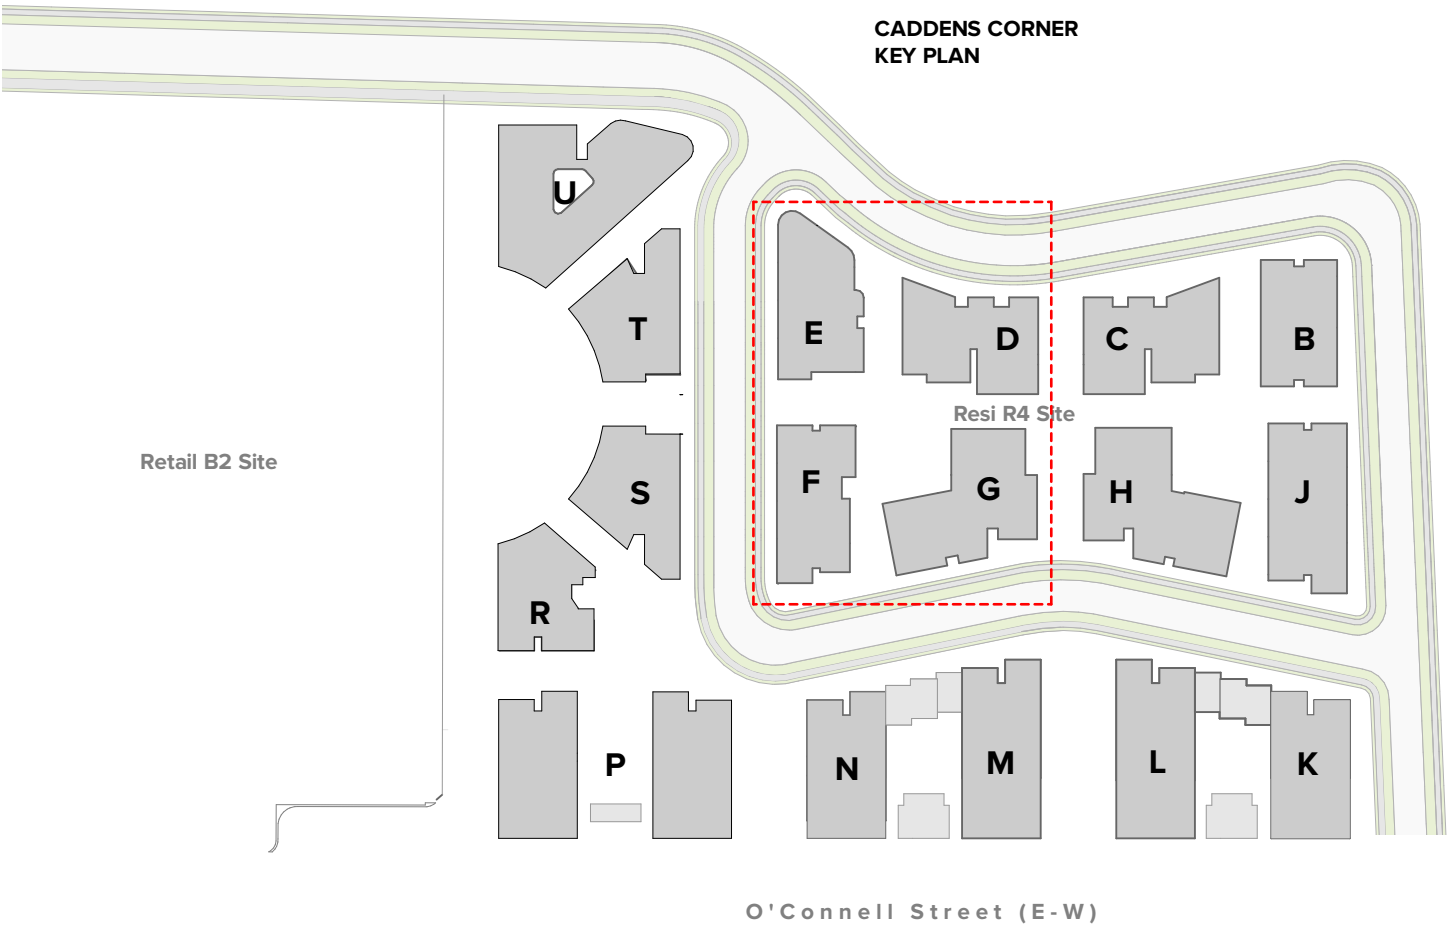 CADDENS CORNER
KEY PLAN
U
T
E
D
C
B
Resi R4 Site
Retail B2 Site
S
F
G
H
J
R
P
N
M
L
K
O'Connell Street (E-W)